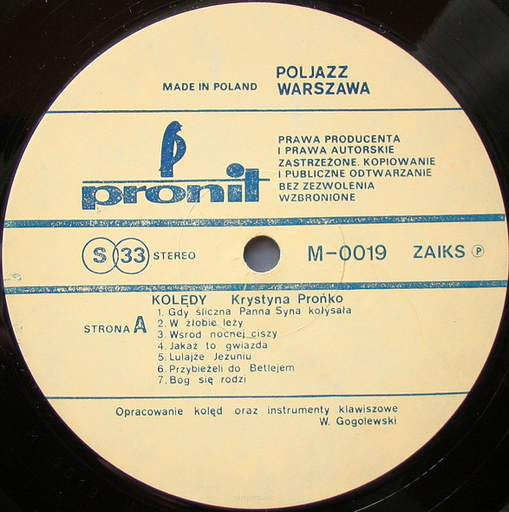 POLJAZZ
MADE IN POLAND WARSZAWA
pronit
PRAWA PRODUCENTA
I PRAWA AUTORSKIE
ZASTRZEŻONE. KOPIOWANIE
I PUBLICZNE ODTWARZANIE
BEZ ZEZWOLENIA
WZBRONIONE
S 33 STEREO M-0019 ZAIKS Ⓟ
KOLĘDY Krystyna Prońko
STRONA A
1. Gdy śliczna Panna Syna kołysała
2. W żłobie leży
3. Wsrod nocnej ciszy
4. Jakaż to gwiazda
5. Lulajże Jezuniu
6. Przybieżeli do Betlejem
7. Bog się rodzi
Opracowanie kolęd oraz instrumenty klawiszowe
W. Gogolewski